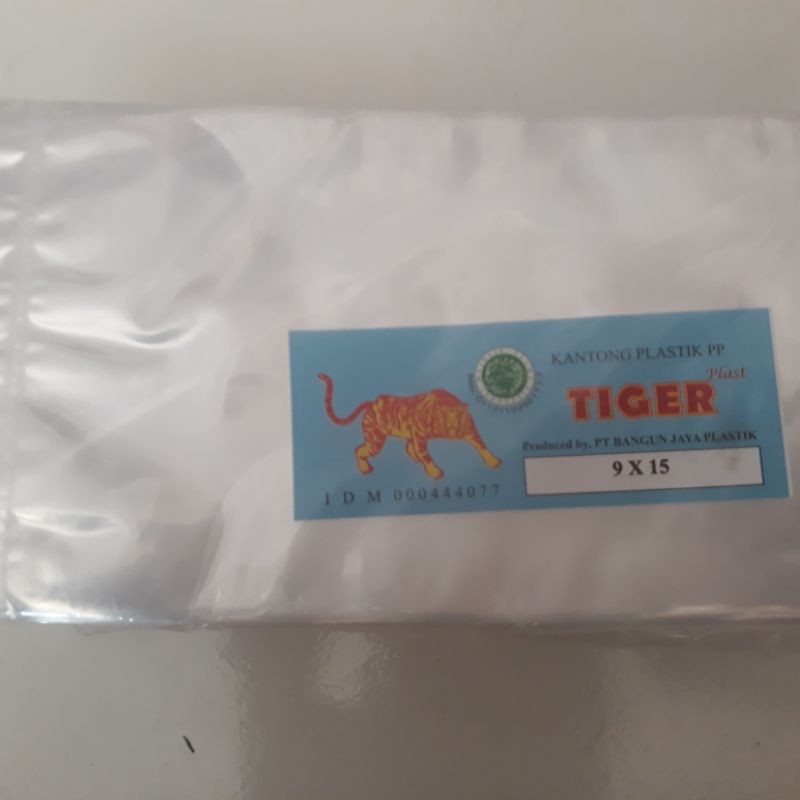 KANTONG PLASTIK PP
Plast
TIGER
Produced by, PT BANGUN JAYA PLASTIK
9 X 15
I D M 000444077